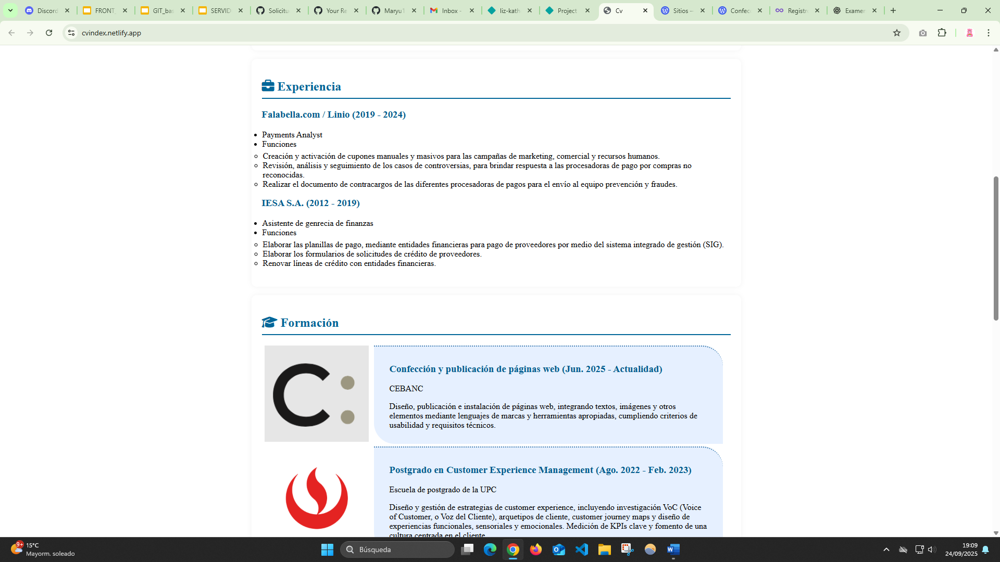 Discord
FRONT_
GIT_bas
SERVID
Solicitu
Your Re
Maryu1
Inbox -
liz-kath
Project
Cv
Sitios —
Confec
Registro
Examen
cvindex.netlify.app
Experiencia
Falabella.com / Linio (2019 - 2024)
Payments Analyst
Funciones
Creación y activación de cupones manuales y masivos para las campañas de marketing, comercial y recursos humanos.
Revisión, análisis y seguimiento de los casos de controversias, para brindar respuesta a las procesadoras de pago por compras no
reconocidas.
Realizar el documento de contracargos de las diferentes procesadoras de pagos para el envío al equipo prevención y fraudes.
IESA S.A. (2012 - 2019)
Asistente de genrecia de finanzas
Funciones
Elaborar las planillas de pago, mediante entidades financieras para pago de proveedores por medio del sistema integrado de gestión (SIG).
Elaborar los formularios de solicitudes de crédito de proveedores.
Renovar líneas de crédito con entidades financieras.
Formación
Confección y publicación de páginas web (Jun. 2025 - Actualidad)
CEBANC
Diseño, publicación e instalación de páginas web, integrando textos, imágenes y otros
elementos mediante lenguajes de marcas y herramientas apropiadas, cumpliendo criterios de
usabilidad y requisitos técnicos.
Postgrado en Customer Experience Management (Ago. 2022 - Feb. 2023)
Escuela de postgrado de la UPC
Diseño y gestión de estrategias de customer experience, incluyendo investigación VoC (Voice
of Customer, o Voz del Cliente), arquetipos de cliente, customer journey maps y diseño de
experiencias funcionales, sensoriales y emocionales. Medición de KPIs clave y fomento de una
cultura centrada en el cliente.
9+
15°C
Mayorm. soleado
Búsqueda
19:09
24/09/2025